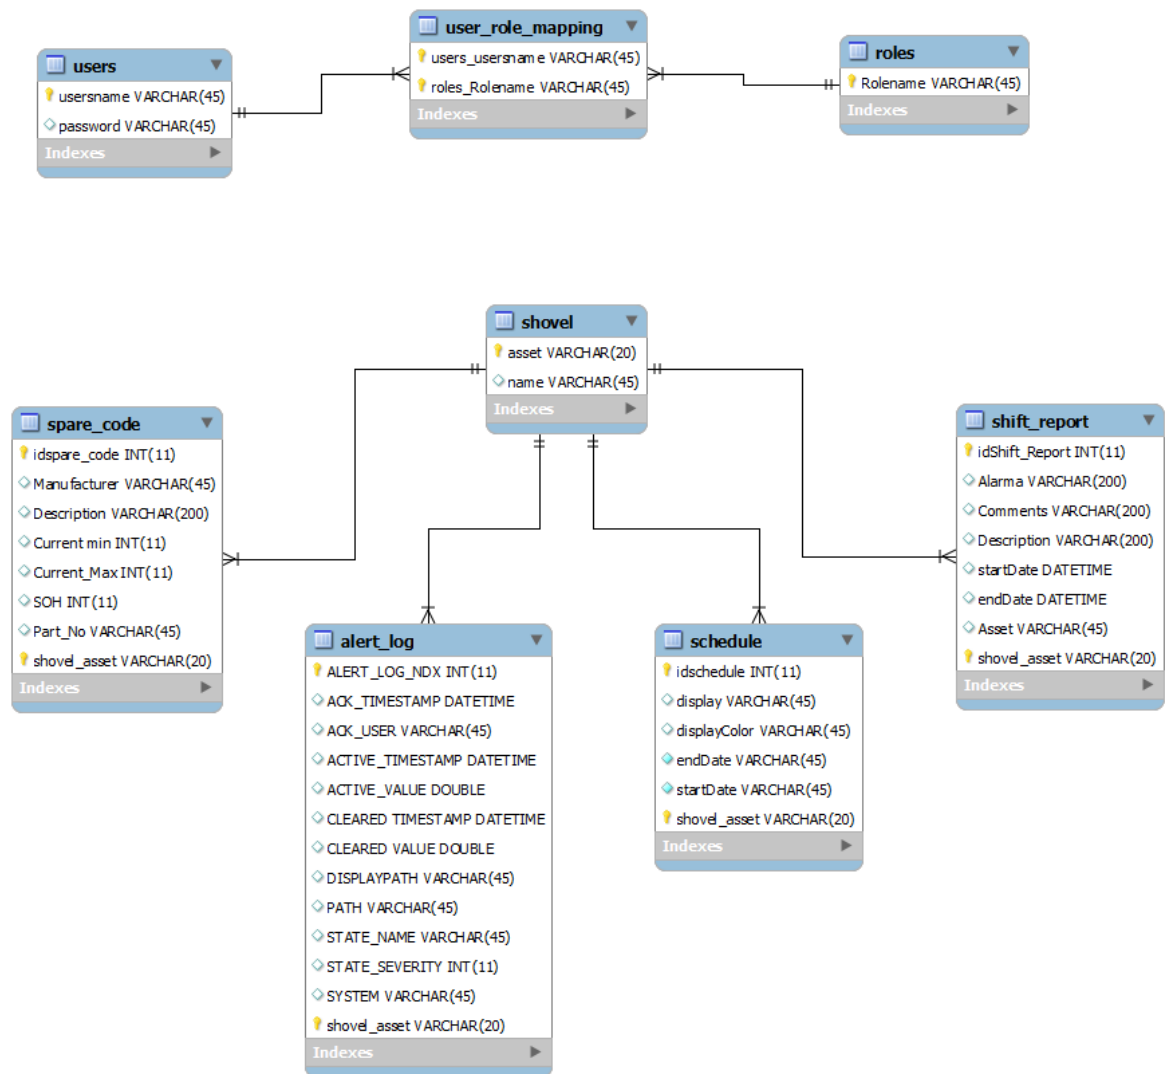 users
usersname VARCHAR(45)
password VARCHAR(45)
Indexes
user_role_mapping
users_usersname VARCHAR(45)
roles_Rolename VARCHAR(45)
Indexes
roles
Rolename VARCHAR(45)
Indexes
shovel
asset VARCHAR(20)
name VARCHAR(45)
Indexes
spare_code
idspare_code INT(11)
Manufacturer VARCHAR(45)
Description VARCHAR(200)
Current min INT(11)
Current_Max INT(11)
SOH INT(11)
Part_No VARCHAR(45)
shovel_asset VARCHAR(20)
Indexes
alert_log
ALERT_LOG_NDX INT(11)
ACK_TIMESTAMP DATETIME
ACK_USER VARCHAR(45)
ACTIVE_TIMESTAMP DATETIME
ACTIVE_VALUE DOUBLE
CLEARED TIMESTAMP DATETIME
CLEARED VALUE DOUBLE
DISPLAYPATH VARCHAR(45)
PATH VARCHAR(45)
STATE_NAME VARCHAR(45)
STATE_SEVERITY INT(11)
SYSTEM VARCHAR(45)
shovel_asset VARCHAR(20)
Indexes
schedule
idschedule INT(11)
display VARCHAR(45)
displayColor VARCHAR(45)
endDate VARCHAR(45)
startDate VARCHAR(45)
shovel_asset VARCHAR(20)
Indexes
shift_report
idShift_Report INT(11)
Alarma VARCHAR(200)
Comments VARCHAR(200)
Description VARCHAR(200)
startDate DATETIME
endDate DATETIME
Asset VARCHAR(45)
shovel_asset VARCHAR(20)
Indexes